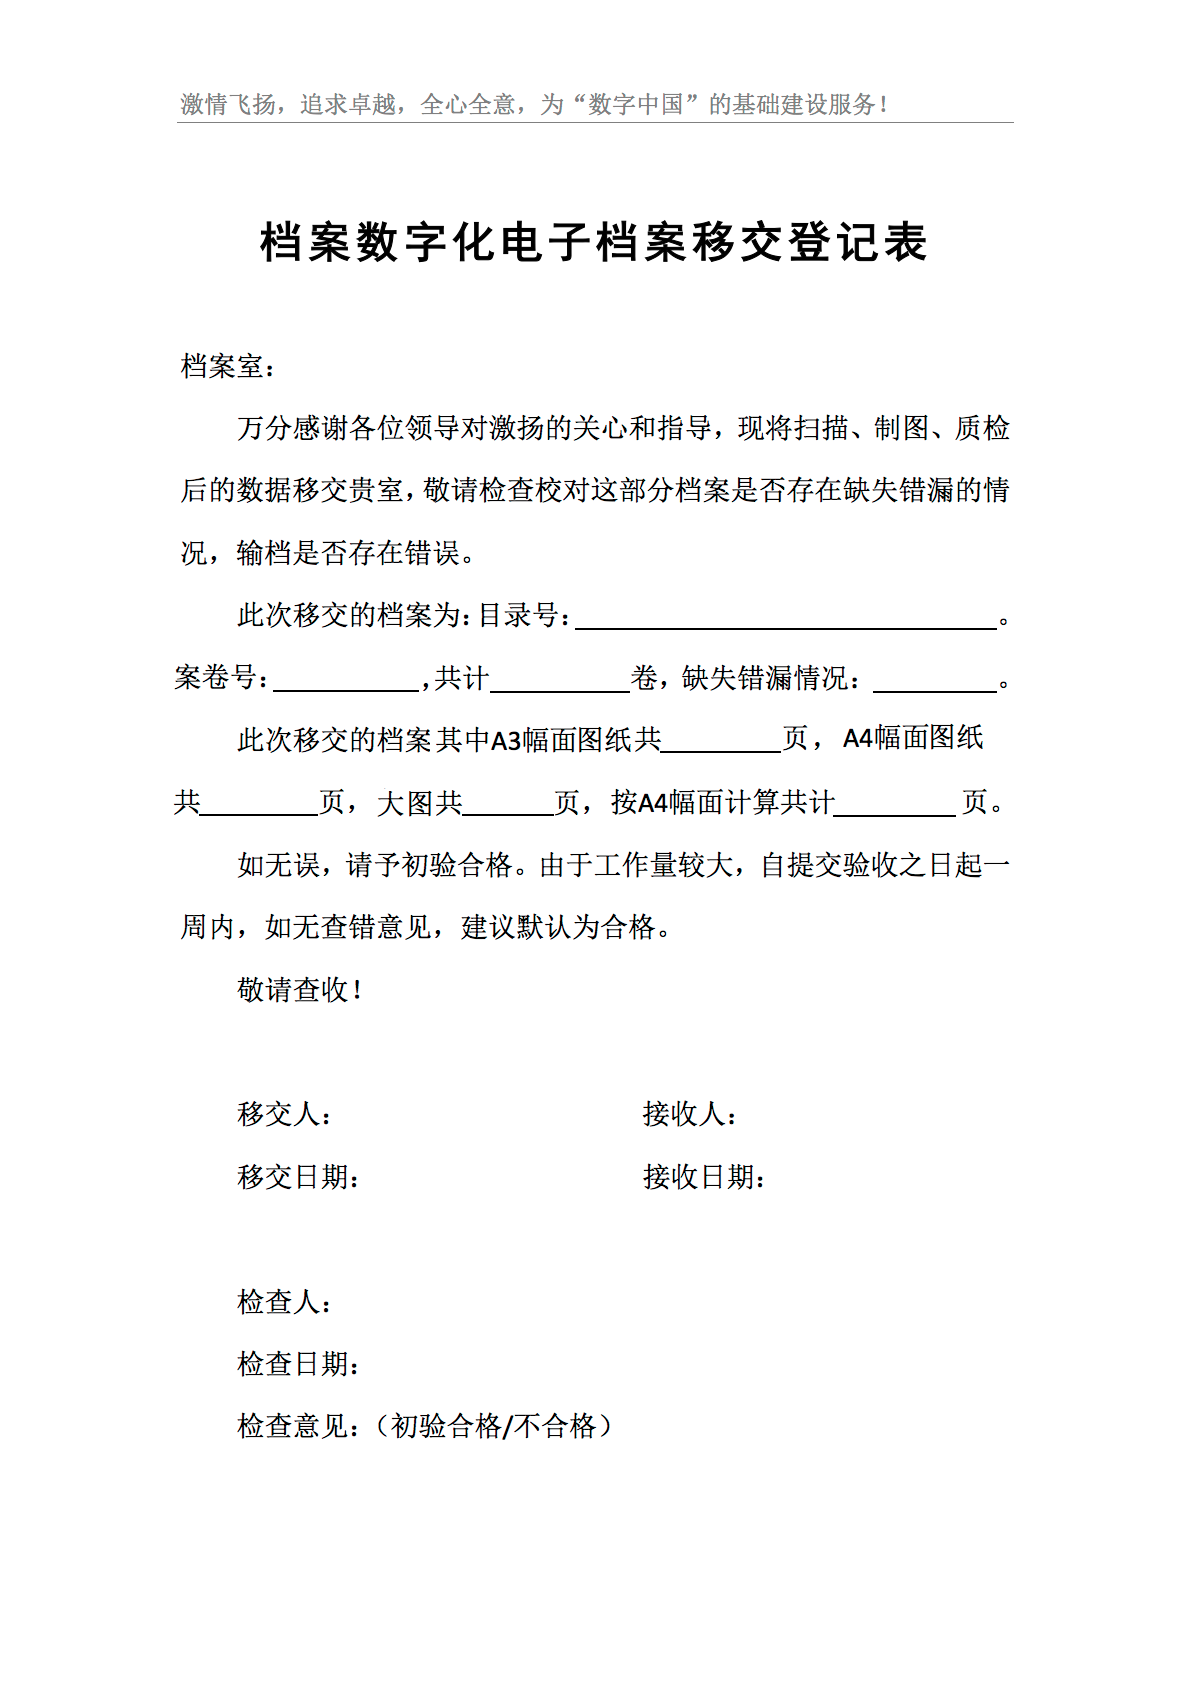 激情飞扬，追求卓越，全心全意，为“数字中国”的基础建设服务！
档案数字化电子档案移交登记表
档案室：
万分感谢各位领导对激扬的关心和指导，现将扫描、制图、质检
后的数据移交贵室，敬请检查校对这部分档案是否存在缺失错漏的情
况，输档是否存在错误。
此次移交的档案为：目录号：______________________________。
案卷号：__________，共计__________卷，缺失错漏情况：_________。
此次移交的档案其中A3幅面图纸共________页，A4幅面图纸
共________页，大图共______页，按A4幅面计算共计________页。
如无误，请予初验合格。由于工作量较大，自提交验收之日起一
周内，如无查错意见，建议默认为合格。
敬请查收！
移交人： 接收人：
移交日期： 接收日期：
检查人：
检查日期：
检查意见：（初验合格/不合格）